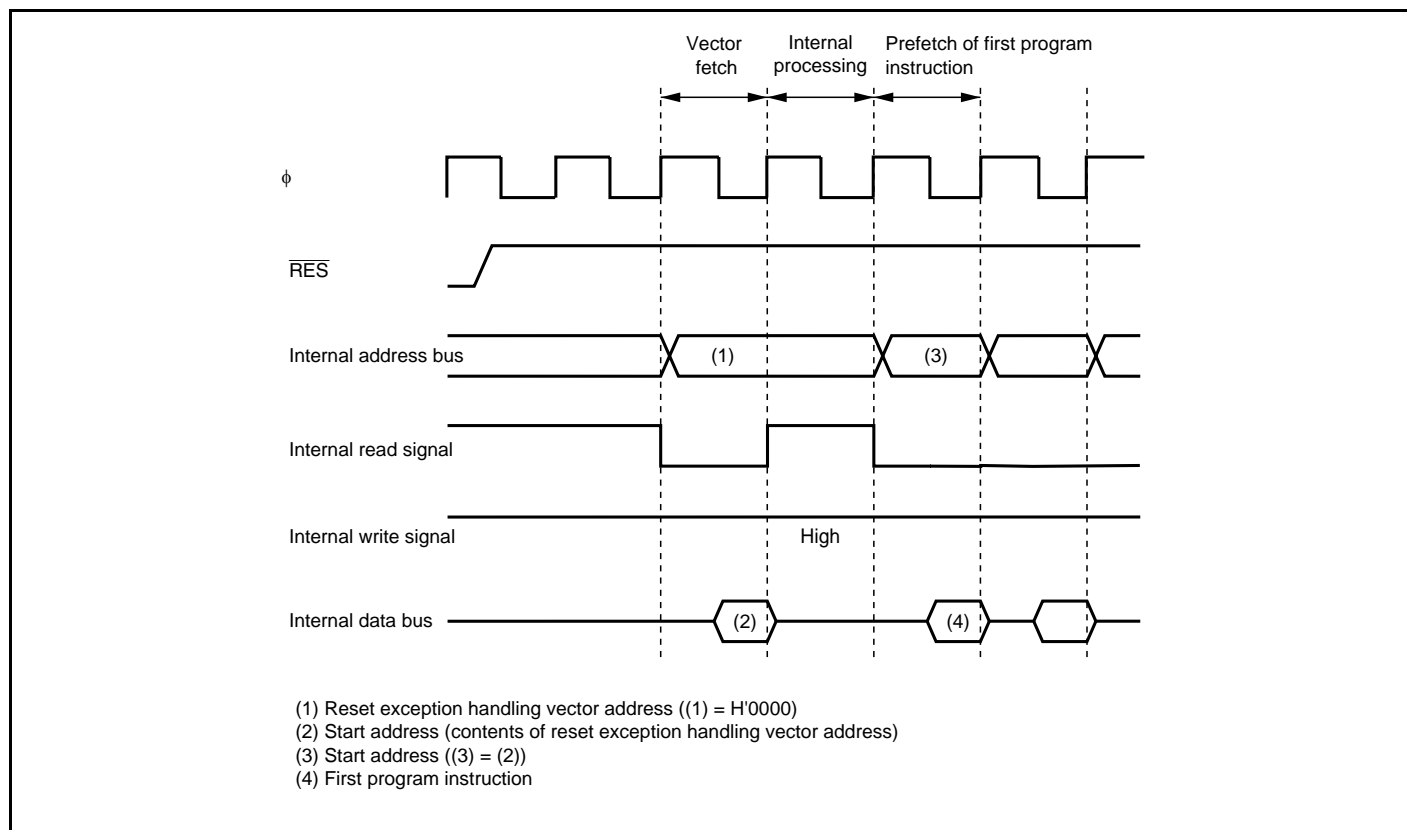 Vector
fetch
Internal
processing
Prefetch of first program
instruction
ϕ
R̅E̅S̅
Internal address bus
(1)
(3)
Internal read signal
Internal write signal
High
Internal data bus
(2)
(4)
(1) Reset exception handling vector address ((1) = H'0000)
(2) Start address (contents of reset exception handling vector address)
(3) Start address ((3) = (2))
(4) First program instruction